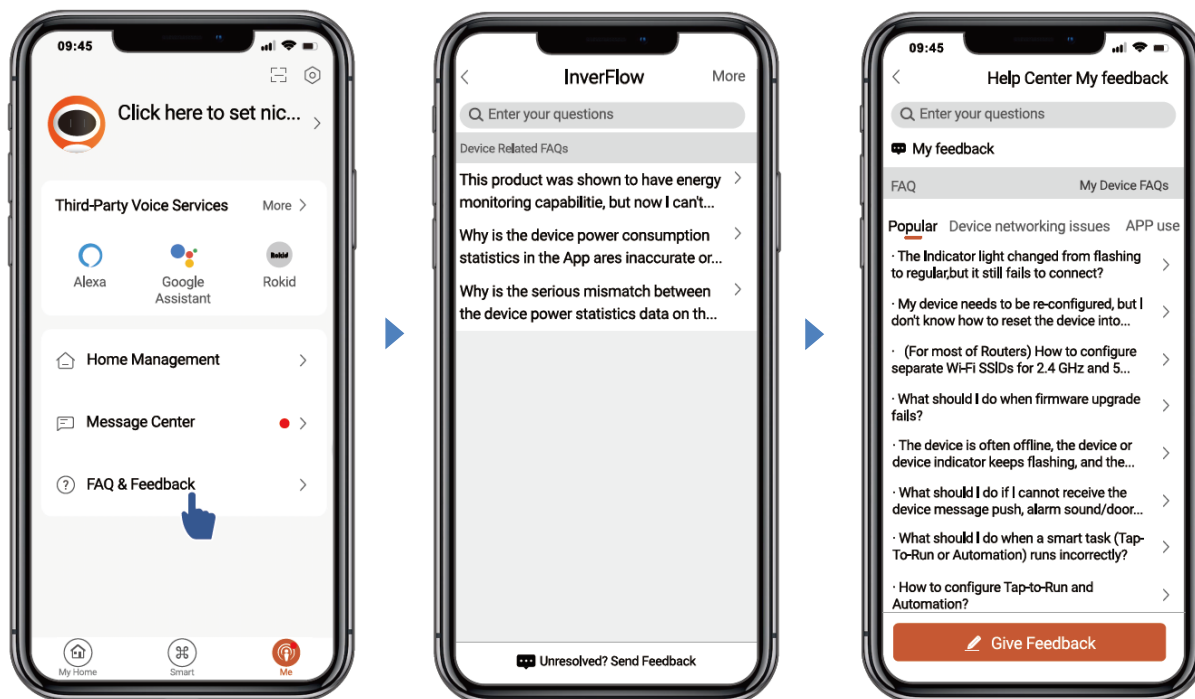 09:45
Click here to set nic...
Third-Party Voice Services
More
Rokid
Alexa
Google
Assistant
Rokid
Home Management
Message Center
FAQ & Feedback
My Home
Smart
Me
InverFlow
More
Enter your questions
Device Related FAQs
This product was shown to have energy
monitoring capabilitie, but now I can't...
Why is the device power consumption
statistics in the App ares inaccurate or...
Why is the serious mismatch between
the device power statistics data on th...
Unresolved? Send Feedback
09:45
Help Center My feedback
Enter your questions
My feedback
FAQ
My Device FAQs
Popular
Device networking issues
APP use
· The Indicator light changed from flashing
to regular,but it still fails to connect?
· My device needs to be re-configured, but I
don't know how to reset the device into...
· (For most of Routers) How to configure
separate Wi-Fi SSIDs for 2.4 GHz and 5...
· What should I do when firmware upgrade
fails?
· The device is often offline, the device or
device indicator keeps flashing, and the...
· What should I do if I cannot receive the
device message push, alarm sound/door...
· What should I do when a smart task (Tap-
To-Run or Automation) runs incorrectly?
· How to configure Tap-to-Run and
Automation?
Give Feedback